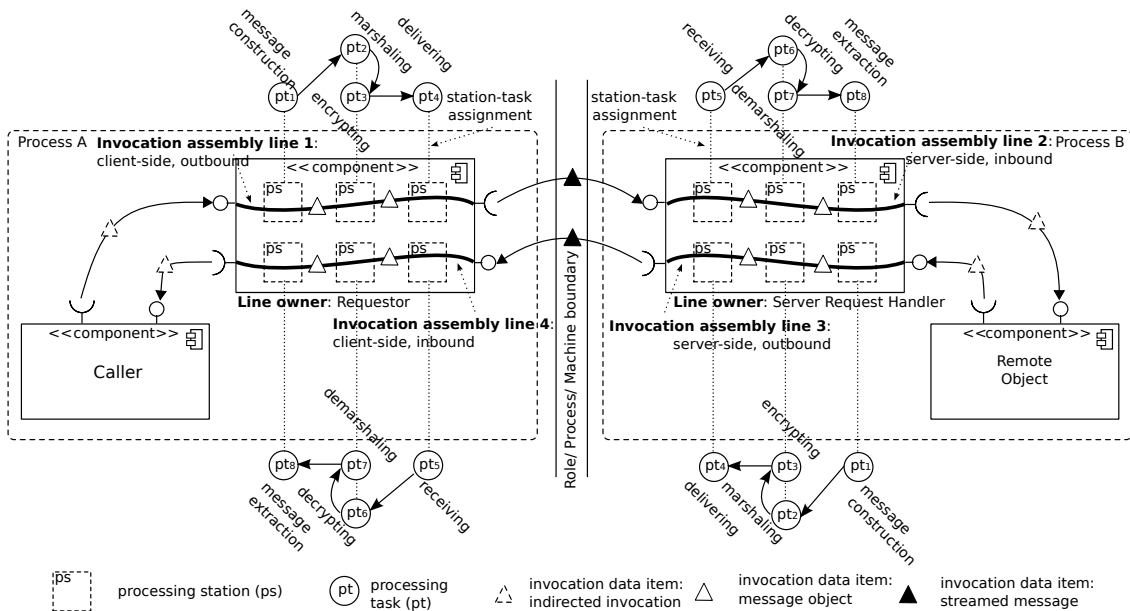 message
construction
pt2
marshaling
delivering
pt1
encrypting
pt3
pt4
station-task
assignment
receiving
pt6
decrypting
message
extraction
station-task
assignment
pt5
demarshaling
pt7
pt8
Process A
Invocation assembly line 1:
client-side, outbound
<<component>>
ps
ps
ps
ps
ps
ps
Line owner: Requestor
Invocation assembly line 4:
client-side, inbound
<<component>>
Caller
Role/ Process/ Machine boundary
Invocation assembly line 2:
server-side, inbound
Process B
<<component>>
ps
ps
ps
ps
ps
ps
Line owner: Server Request Handler
Invocation assembly line 3:
server-side, outbound
<<component>>
Remote
Object
demarshaling
pt8
pt7
pt5
message
extraction
decrypting
pt6
receiving
encrypting
pt4
pt3
pt1
delivering
marshaling
pt2
message
construction
ps
processing station (ps)
pt
processing
task (pt)
invocation data item:
indirected invocation
invocation data item:
message object
invocation data item:
streamed message